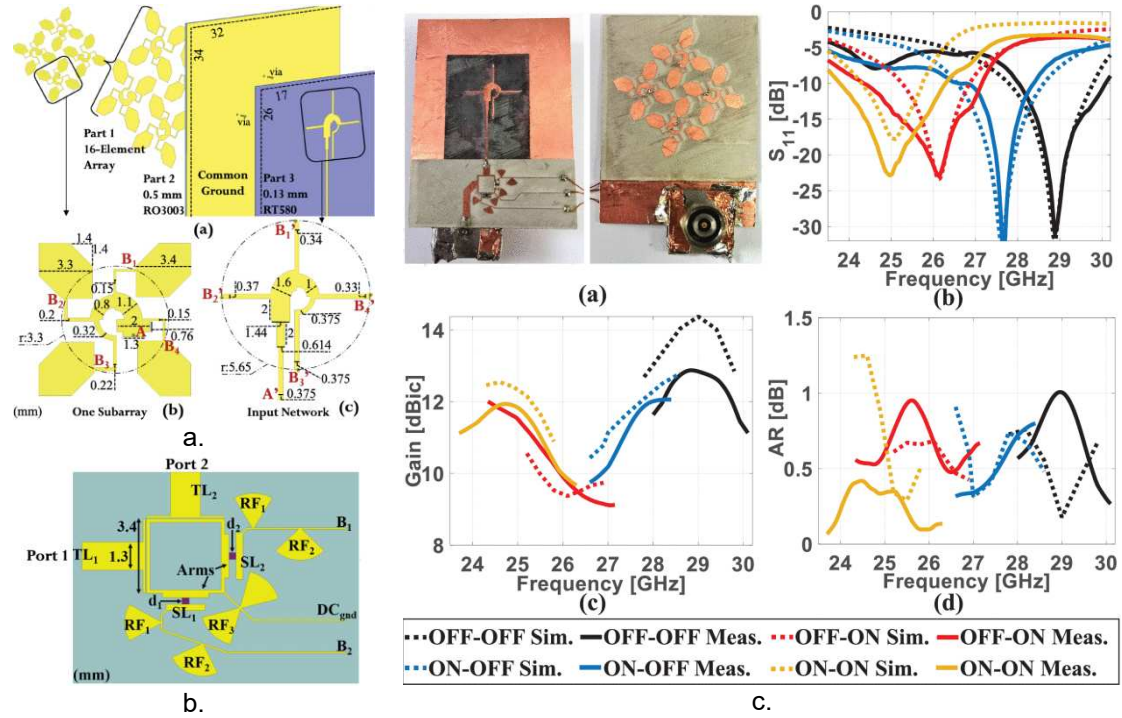 a.
32
34
via
via
17
26
Part 1
16-Element
Array
Part 2
0.5 mm
RO3003
Common
Ground
Part 3
0.13 mm
RT580
(a)
1.4
1.4
3.3
3.4
B1
0.15
B2
0.8
1.1
0.2
2
A
0.15
0.32
0.76
1.3
B4
r:3.3
B3
0.22
(mm)
One Subarray
(b)
B1'
0.34
B2'
0.37
1.6
1
0.33
B4'
2
0.375
1.44
2
0.614
r:5.65
B3'
0.375
A'
0.375
Input Network
(c)
a.
Port 2
TL2
RF1
3.4
d2
B1
Port 1
TL1
1.3
RF2
SL2
Arms
d1
SL1
DCgnd
RF1
RF3
B2
RF2
(mm)
b.
a.
(a)
S11 [dB]
0
-5
-10
-15
-20
-25
-30
24 25 26 27 28 29 30
Frequency [GHz]
(b)
Gain [dBic]
14
12
10
8
24 25 26 27 28 29 30
Frequency [GHz]
(c)
AR [dB]
1.5
1
0.5
0
24 25 26 27 28 29 30
Frequency [GHz]
(d)
OFF-OFF Sim. OFF-OFF Meas. OFF-ON Sim. OFF-ON Meas.
ON-OFF Sim. ON-OFF Meas. ON-ON Sim. ON-ON Meas.
c.